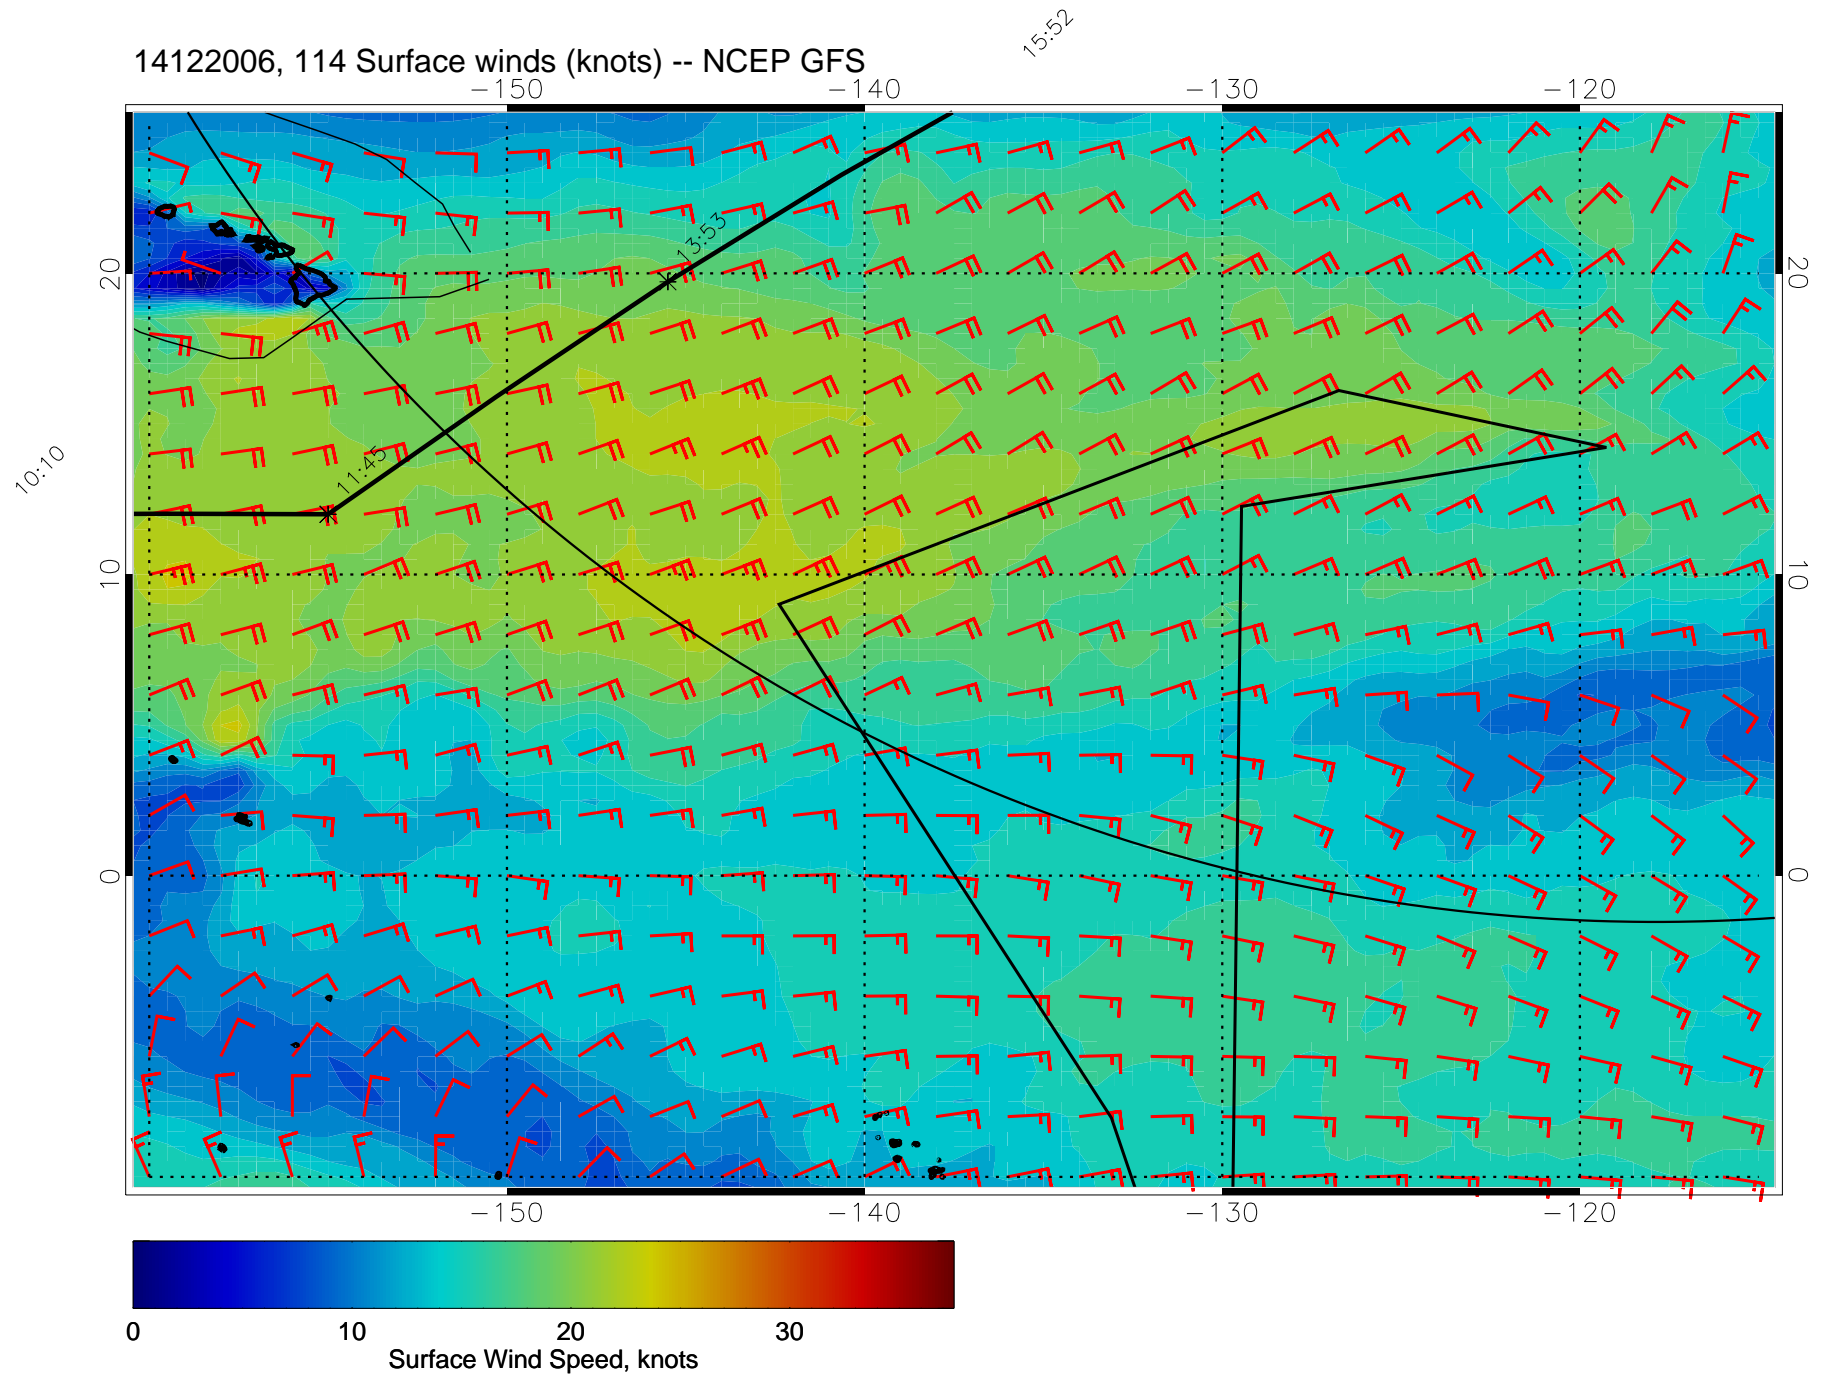 15:52
14122006, 114 Surface winds (knots) -- NCEP GFS
-150 -140 -130 -120
13:53
20 20
11:45
10:10
10 10
0 0
-150 -140 -130 -120
0 10 20 30
Surface Wind Speed, knots